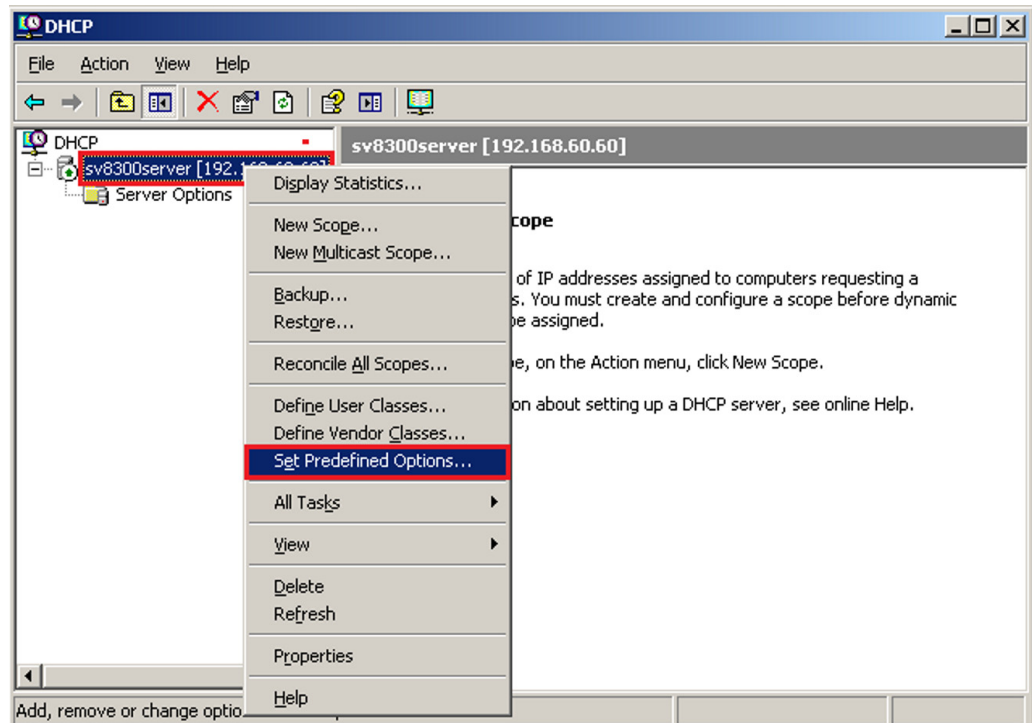 DHCP
File Action View Help
DHCP
sv8300server [192.168.60.60]
sv8300server [192.168.60.60]
Server Options
Display Statistics...
New Scope...
New Multicast Scope...
Backup...
Restore...
Reconcile All Scopes...
Define User Classes...
Define Vendor Classes...
Set Predefined Options...
All Tasks
View
Delete
Refresh
Properties
Help
cope
of IP addresses assigned to computers requesting a
s. You must create and configure a scope before dynamic
be assigned.
e, on the Action menu, click New Scope.
on about setting up a DHCP server, see online Help.
Add, remove or change optio